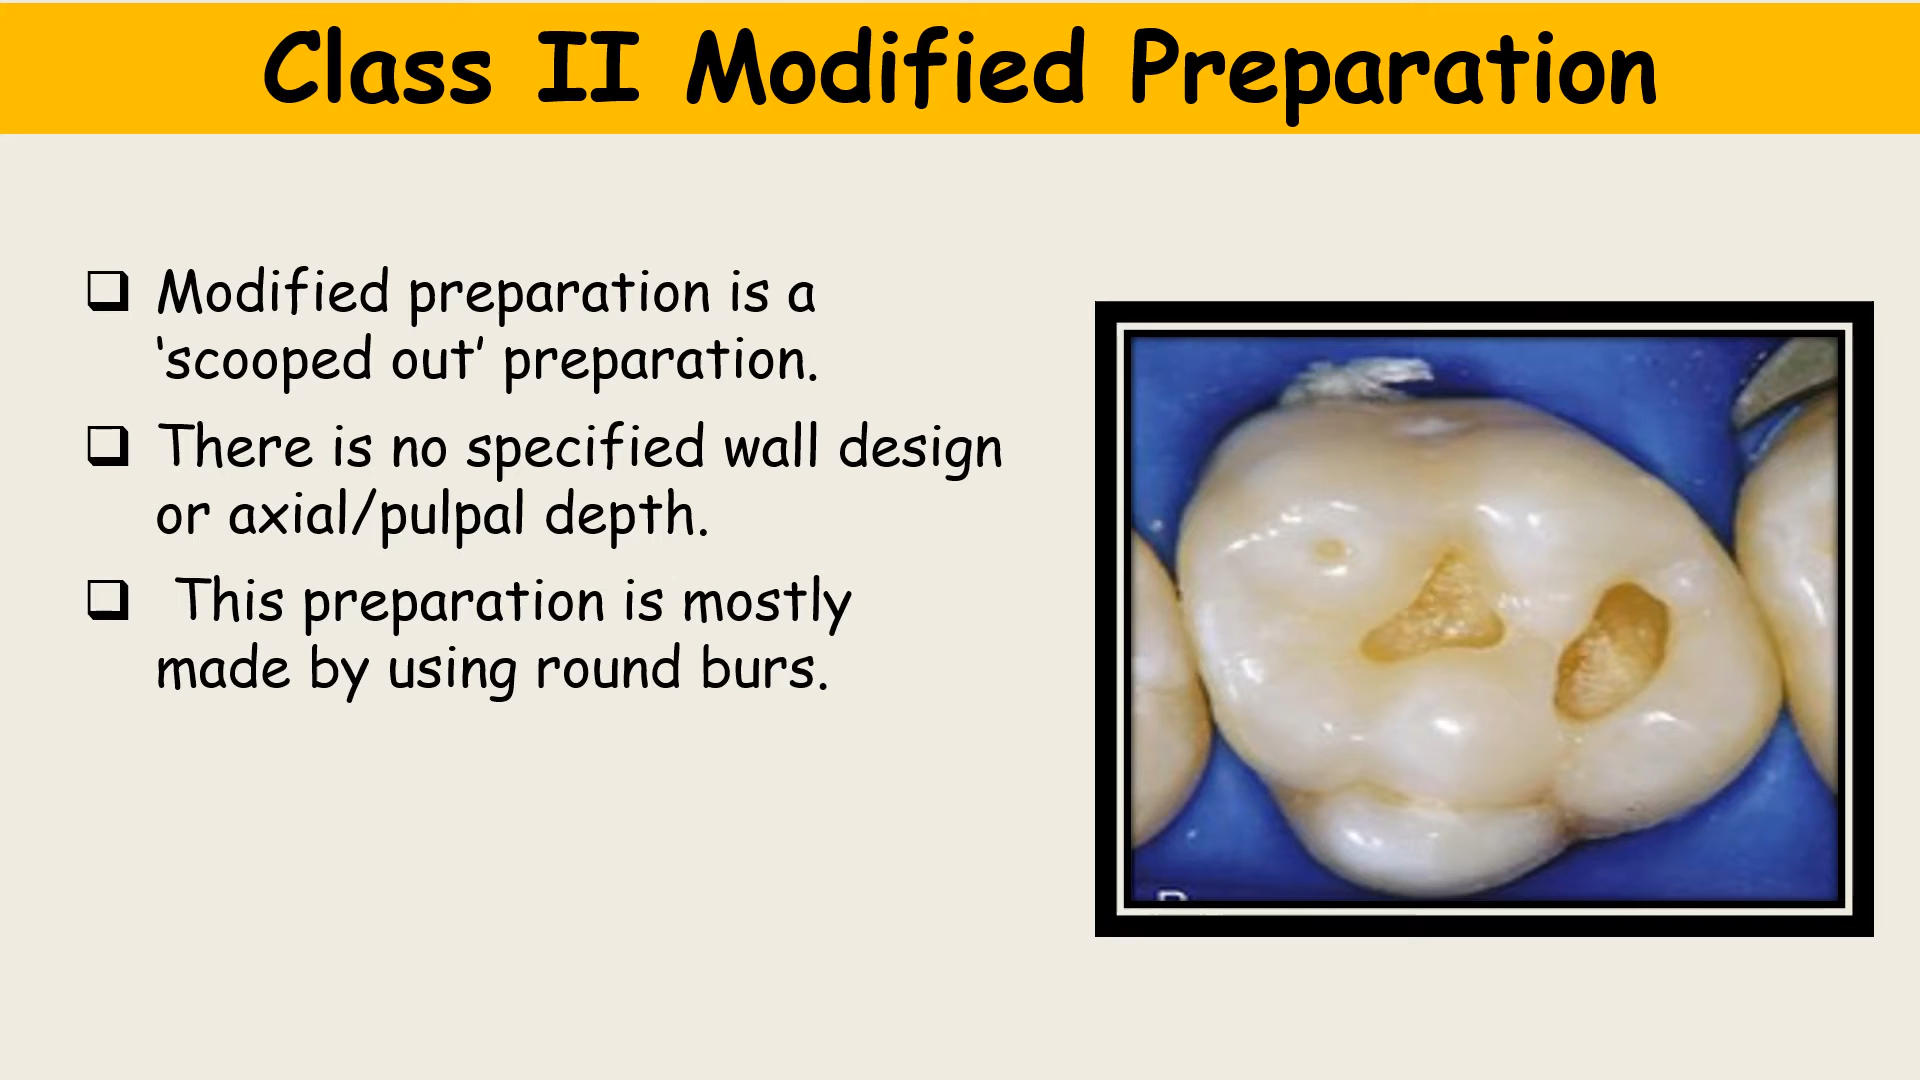 Class II Modified Preparation
Modified preparation is a
‘scooped out’ preparation.
There is no specified wall design
or axial/pulpal depth.
This preparation is mostly
made by using round burs.